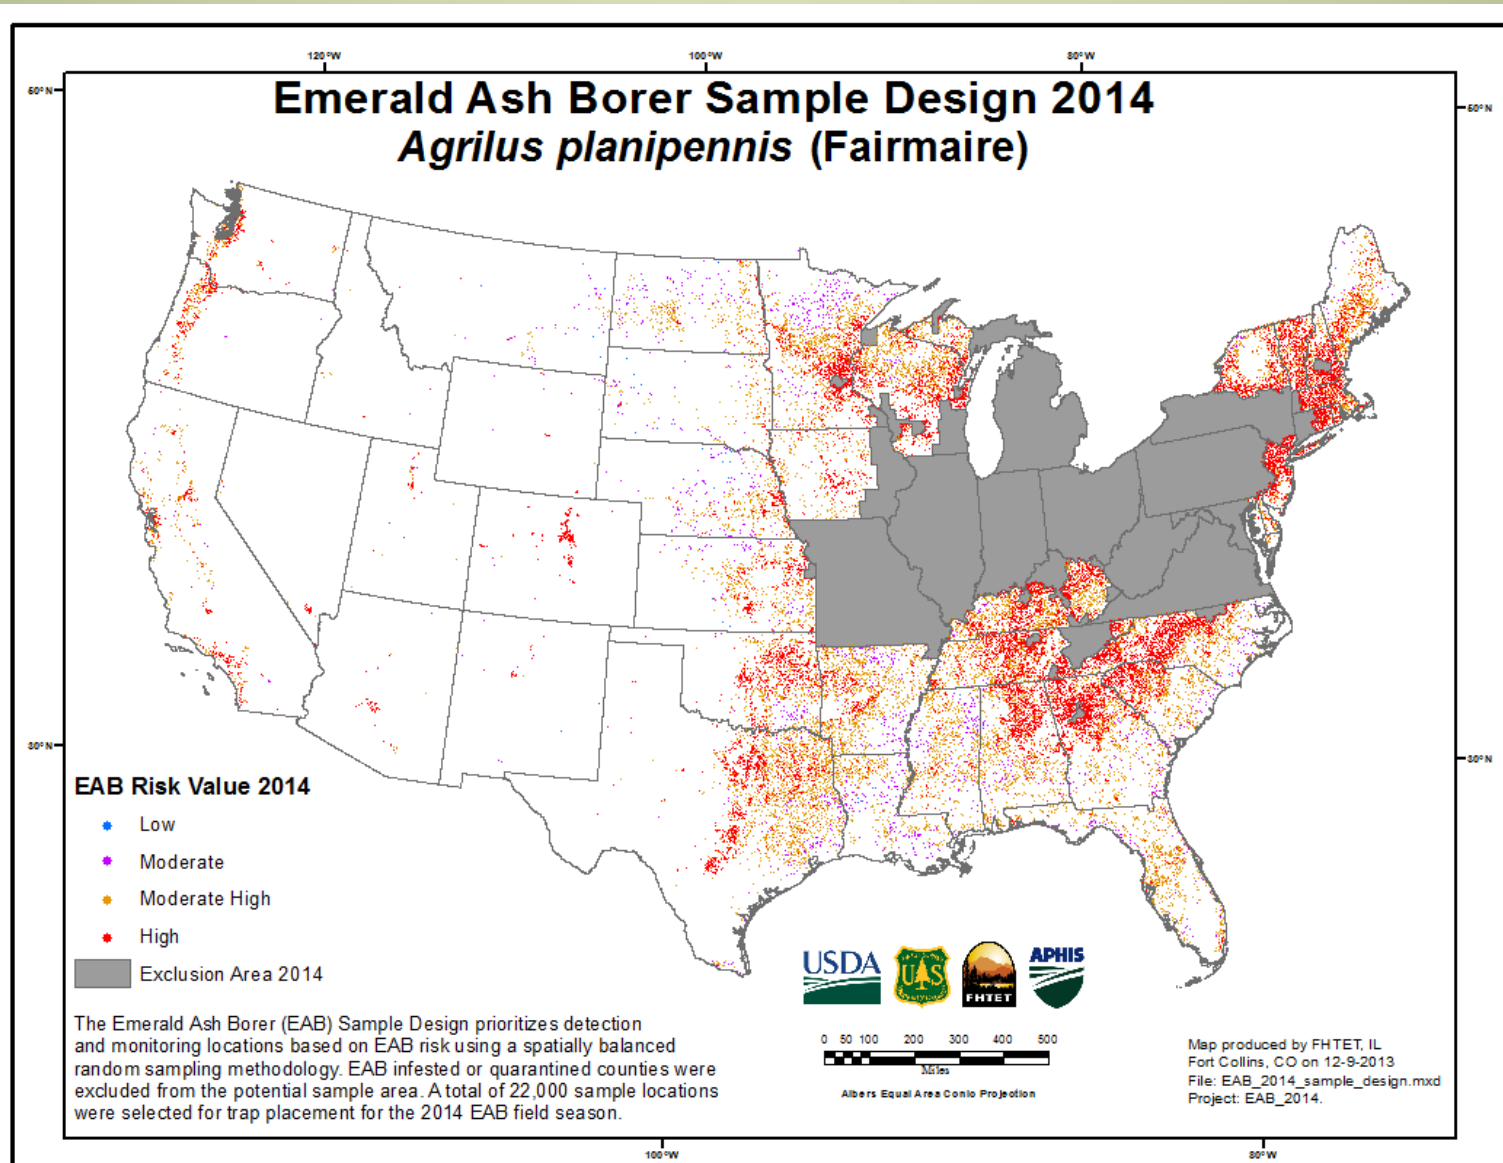 120°W 100°W 80°W
50°N
50°N
Emerald Ash Borer Sample Design 2014
Agrilus planipennis (Fairmaire)
30°N
30°N
EAB Risk Value 2014
Low
Moderate
Moderate High
High
Exclusion Area 2014
The Emerald Ash Borer (EAB) Sample Design prioritizes detection
and monitoring locations based on EAB risk using a spatially balanced
random sampling methodology. EAB infested or quarantined counties were
excluded from the potential sample area. A total of 22,000 sample locations
were selected for trap placement for the 2014 EAB field season.
USDA
U S
FHTET
APHIS
0 50 100 200 300 400 500
Miles
Albers Equal Area Conic Projection
Map produced by FHTET, IL
Fort Collins, CO on 12-9-2013
File: EAB_2014_sample_design.mxd
Project: EAB_2014.
100°W 80°W